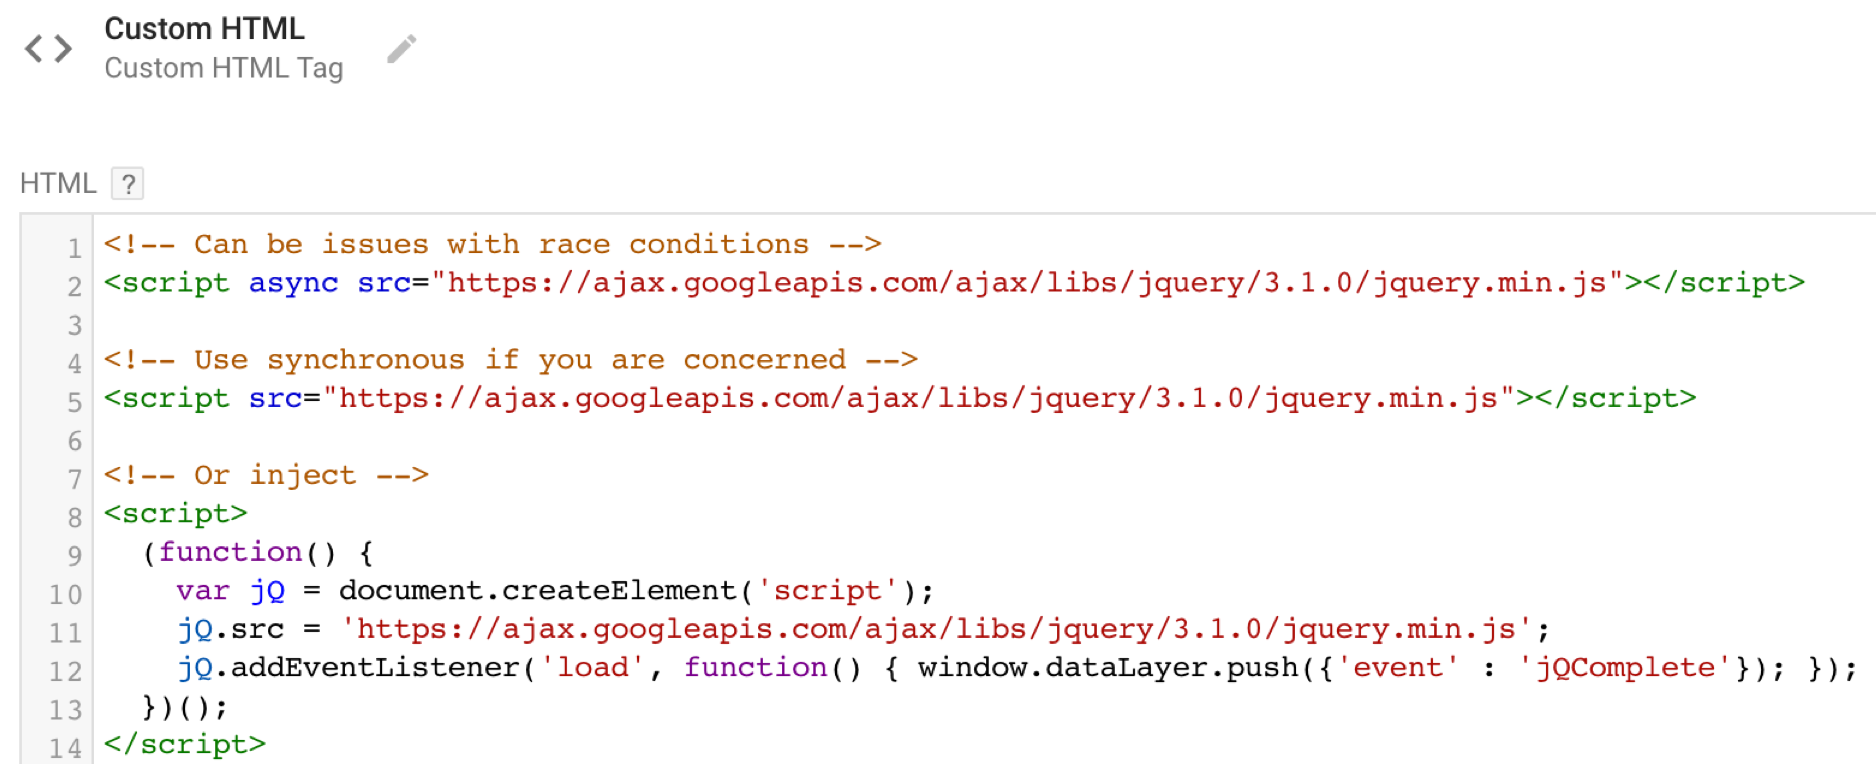 Custom HTML
Custom HTML Tag
HTML ?
1 <!-- Can be issues with race conditions -->
2 <script async src="https://ajax.googleapis.com/ajax/libs/jquery/3.1.0/jquery.min.js"></script>
3
4 <!-- Use synchronous if you are concerned -->
5 <script src="https://ajax.googleapis.com/ajax/libs/jquery/3.1.0/jquery.min.js"></script>
6
7 <!-- Or inject -->
8 <script>
9   (function() {
10     var jQ = document.createElement('script');
11     jQ.src = 'https://ajax.googleapis.com/ajax/libs/jquery/3.1.0/jquery.min.js';
12     jQ.addEventListener('load', function() { window.dataLayer.push({'event' : 'jQComplete'}); });
13   })();
14 </script>